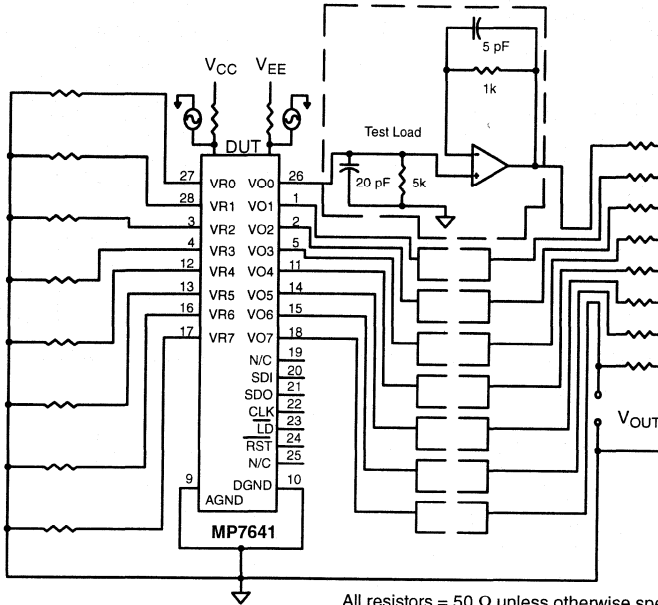 5 pF
1k
VCC VEE
DUT
Test Load
20 pF 5k
27 VR0 VO0 26
28 VR1 VO1 1
3 VR2 VO2 2
4 VR3 VO3 5
12 VR4 VO4 11
13 VR5 VO5 14
16 VR6 VO6 15
17 VR7 VO7 18
N/C 19
SDI 20
SDO 21
CLK 22
LD 23
RST 24
N/C 25
9 DGND 10
AGND
MP7641
VOUT
All resistors = 50 Ω unless otherwise spe